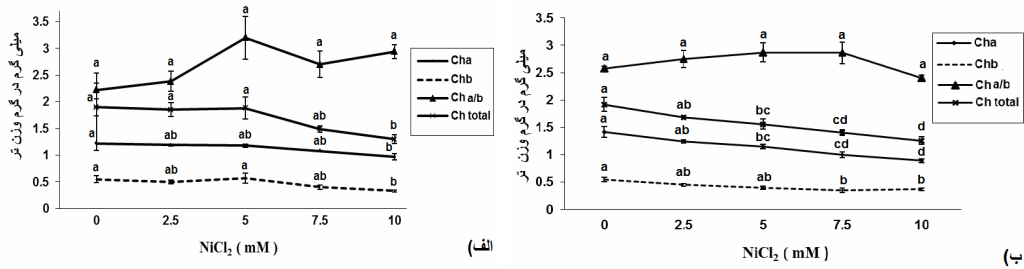 3.5
3
2.5
2
1.5
1
0.5
0
میلی گرم در گرم وزن تر
a a a a a
a a a ab b
a ab ab ab b
a ab a ab b
0 2.5 5 7.5 10
NiCl2 ( mM )
الف)
Cha
Chb
Ch a/b
Ch total
3.5
3
2.5
2
1.5
1
0.5
0
میلی گرم در گرم وزن تر
a a a a a
a ab bc cd d
a ab bc cd d
a ab ab b b
0 2.5 5 7.5 10
NiCl2 ( mM )
ب)
Cha
Chb
Ch a/b
Ch total